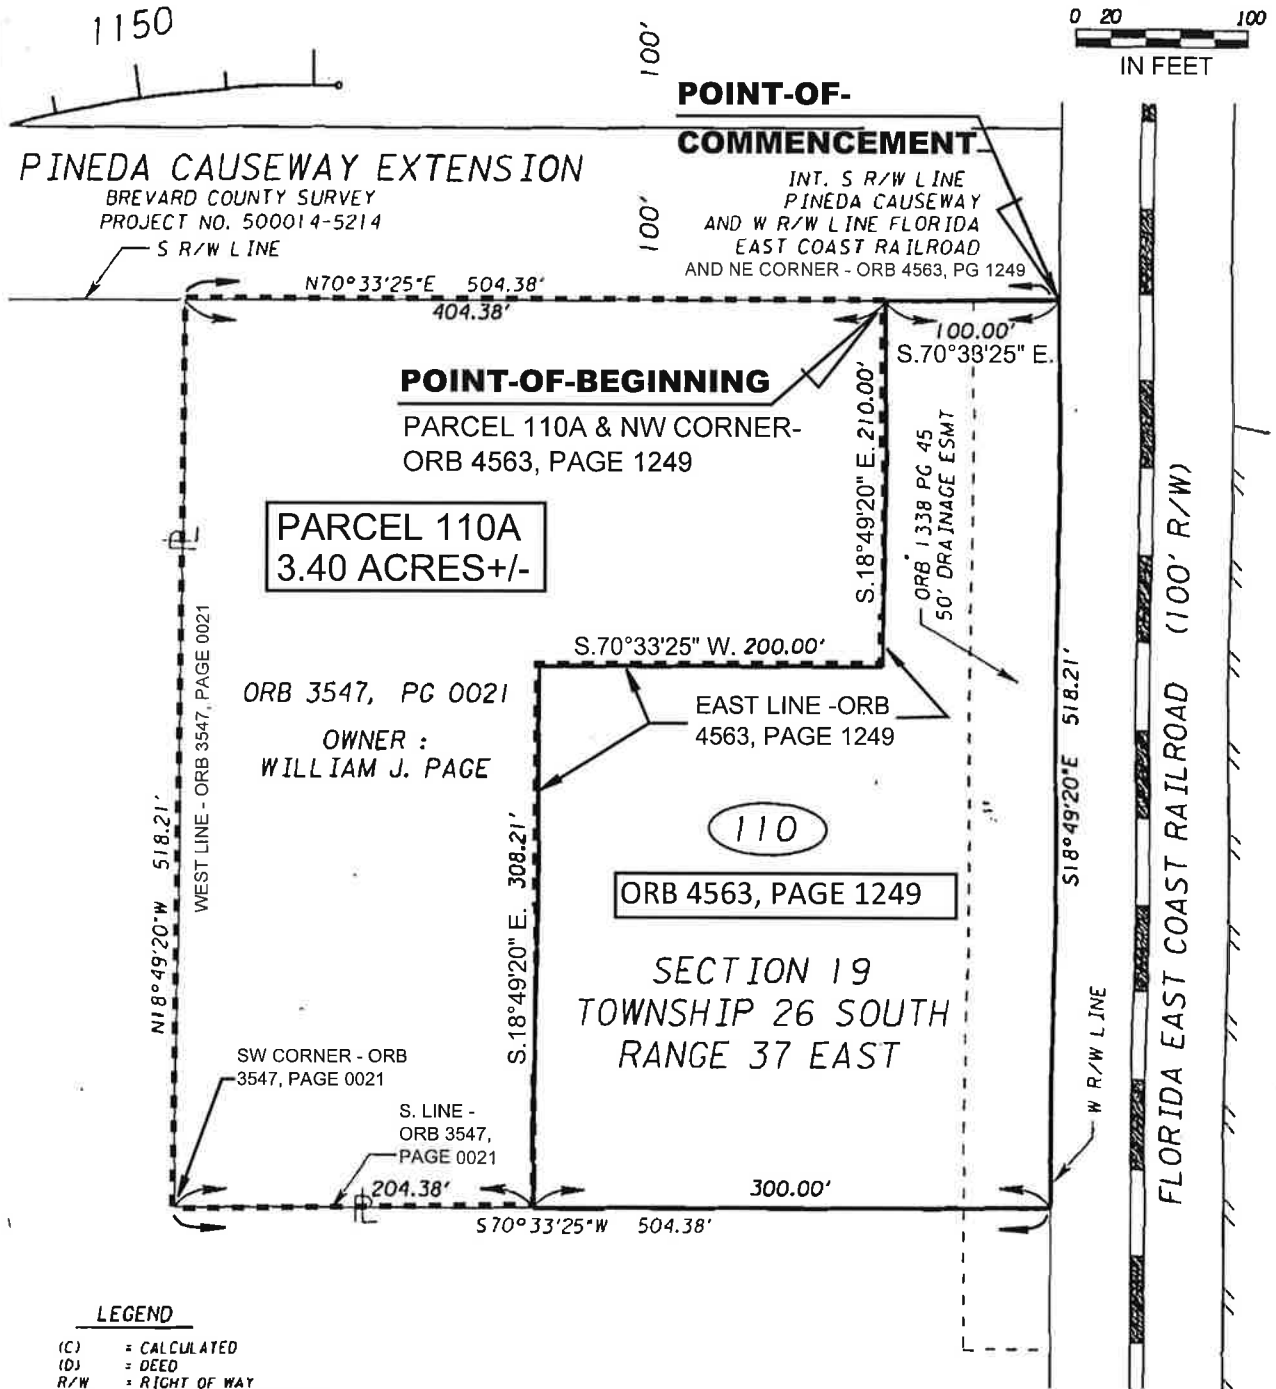 1150
100'
0 20 100
IN FEET
POINT-OF-
COMMENCEMENT
PINEDA CAUSEWAY EXTENSION
BREVARD COUNTY SURVEY
PROJECT NO. 500014-5214
S R/W LINE
100'
INT. S R/W LINE
PINEDA CAUSEWAY
AND W R/W LINE FLORIDA
EAST COAST RAILROAD
AND NE CORNER - ORB 4563, PG 1249
N70°33'25"E 504.38'
404.38'
100.00'
S.70°33'25" E.
POINT-OF-BEGINNING
PARCEL 110A & NW CORNER-
ORB 4563, PAGE 1249
S.18°49'20" E. 210.00'
ORB 1338 PG 45
50' DRAINAGE ESMT
PARCEL 110A
3.40 ACRES+/-
PL
WEST LINE - ORB 3547, PAGE 0021
S.70°33'25" W. 200.00'
ORB 3547, PG 0021
OWNER :
WILLIAM J. PAGE
EAST LINE -ORB
4563, PAGE 1249
N18°49'20"W 518.21'
S.18°49'20" E. 308.21'
110
ORB 4563, PAGE 1249
SECTION 19
TOWNSHIP 26 SOUTH
RANGE 37 EAST
S18°49'20"E 518.21'
FLORIDA EAST COAST RAILROAD (100' R/W)
W R/W LINE
SW CORNER - ORB
3547, PAGE 0021
S. LINE -
ORB 3547,
PAGE 0021
204.38'
PL
300.00'
S70°33'25"W 504.38'
LEGEND
(C) = CALCULATED
(D) = DEED
R/W = RIGHT OF WAY